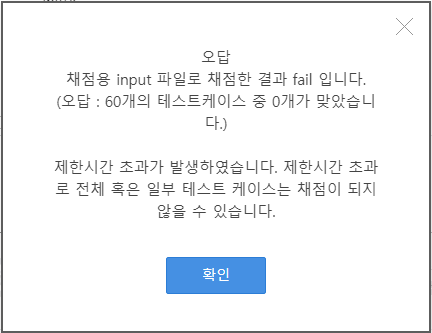 오답
채점용 input 파일로 채점한 결과 fail 입니다.
(오답 : 60개의 테스트케이스 중 0개가 맞았습니
다.)
제한시간 초과가 발생하였습니다. 제한시간 초과
로 전체 혹은 일부 테스트 케이스는 채점이 되지
않을 수 있습니다.
확인